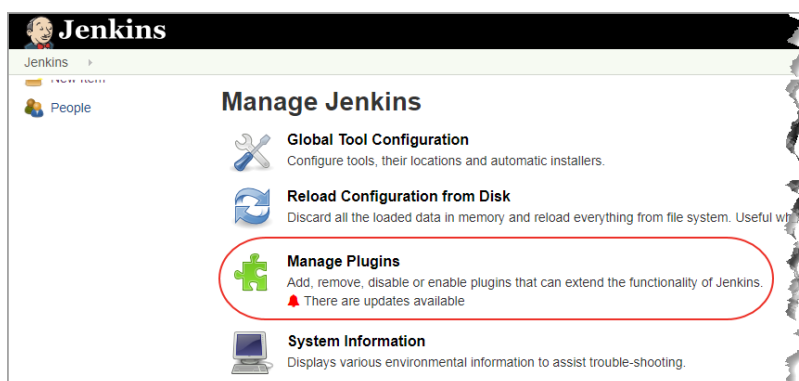 Jenkins
Jenkins
New Item
People
Manage Jenkins
Global Tool Configuration
Configure tools, their locations and automatic installers.
Reload Configuration from Disk
Discard all the loaded data in memory and reload everything from file system. Useful
Manage Plugins
Add, remove, disable or enable plugins that can extend the functionality of Jenkins.
There are updates available
System Information
Displays various environmental information to assist trouble-shooting.